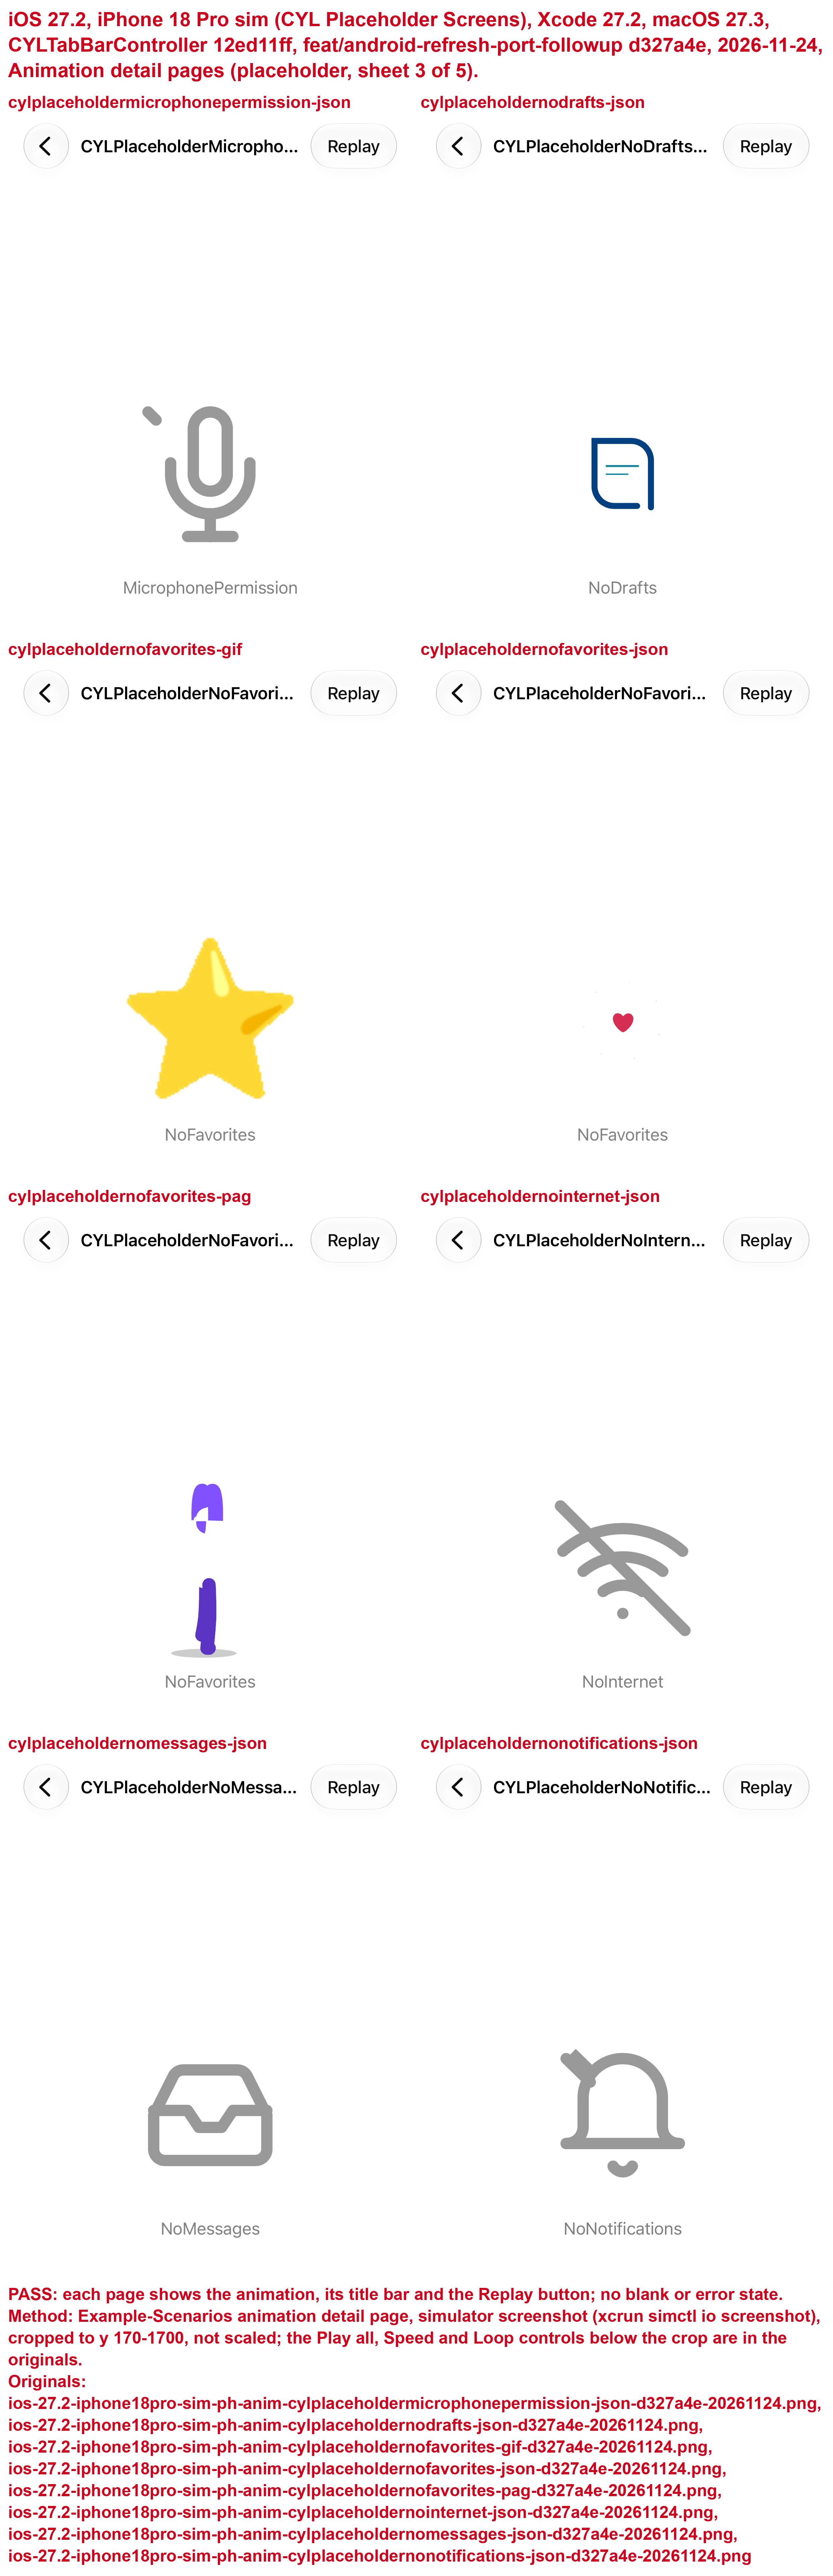 iOS 27.2, iPhone 18 Pro sim (CYL Placeholder Screens), Xcode 27.2, macOS 27.3,
CYLTabBarController 12ed11ff, feat/android-refresh-port-followup d327a4e, 2026-11-24,
Animation detail pages (placeholder, sheet 3 of 5).
cylplaceholdermicrophonepermission-json
CYLPlaceholderMicropho...
Replay
MicrophonePermission
cylplaceholdernodrafts-json
CYLPlaceholderNoDrafts...
Replay
NoDrafts
cylplaceholdernofavorites-gif
CYLPlaceholderNoFavori...
Replay
NoFavorites
cylplaceholdernofavorites-json
CYLPlaceholderNoFavori...
Replay
NoFavorites
cylplaceholdernofavorites-pag
CYLPlaceholderNoFavori...
Replay
NoFavorites
cylplaceholdernointernet-json
CYLPlaceholderNoIntern...
Replay
NoInternet
cylplaceholdernomessages-json
CYLPlaceholderNoMessa...
Replay
NoMessages
cylplaceholdernonotifications-json
CYLPlaceholderNoNotific...
Replay
NoNotifications
PASS: each page shows the animation, its title bar and the Replay button; no blank or error state.
Method: Example-Scenarios animation detail page, simulator screenshot (xcrun simctl io screenshot),
cropped to y 170-1700, not scaled; the Play all, Speed and Loop controls below the crop are in the
originals.
Originals:
ios-27.2-iphone18pro-sim-ph-anim-cylplaceholdermicrophonepermission-json-d327a4e-20261124.png,
ios-27.2-iphone18pro-sim-ph-anim-cylplaceholdernodrafts-json-d327a4e-20261124.png,
ios-27.2-iphone18pro-sim-ph-anim-cylplaceholdernofavorites-gif-d327a4e-20261124.png,
ios-27.2-iphone18pro-sim-ph-anim-cylplaceholdernofavorites-json-d327a4e-20261124.png,
ios-27.2-iphone18pro-sim-ph-anim-cylplaceholdernofavorites-pag-d327a4e-20261124.png,
ios-27.2-iphone18pro-sim-ph-anim-cylplaceholdernointernet-json-d327a4e-20261124.png,
ios-27.2-iphone18pro-sim-ph-anim-cylplaceholdernomessages-json-d327a4e-20261124.png,
ios-27.2-iphone18pro-sim-ph-anim-cylplaceholdernonotifications-json-d327a4e-20261124.png